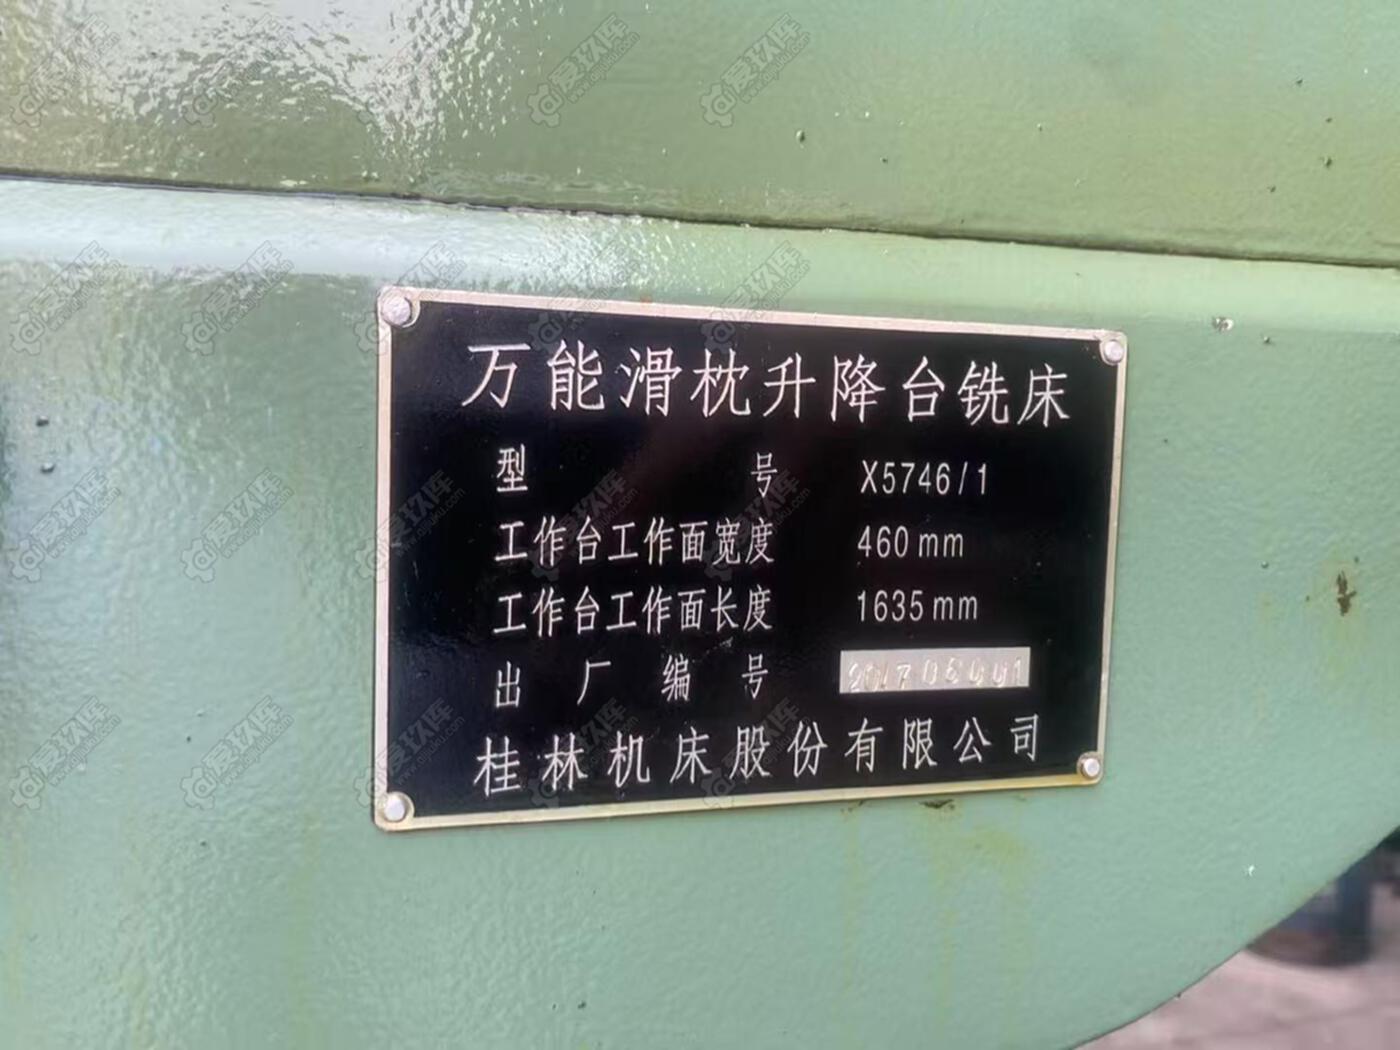 万能滑枕升降台铣床
型号 X5746/1
工作台工作面宽度 460mm
工作台工作面长度 1635mm
出厂编号
桂林机床股份有限公司